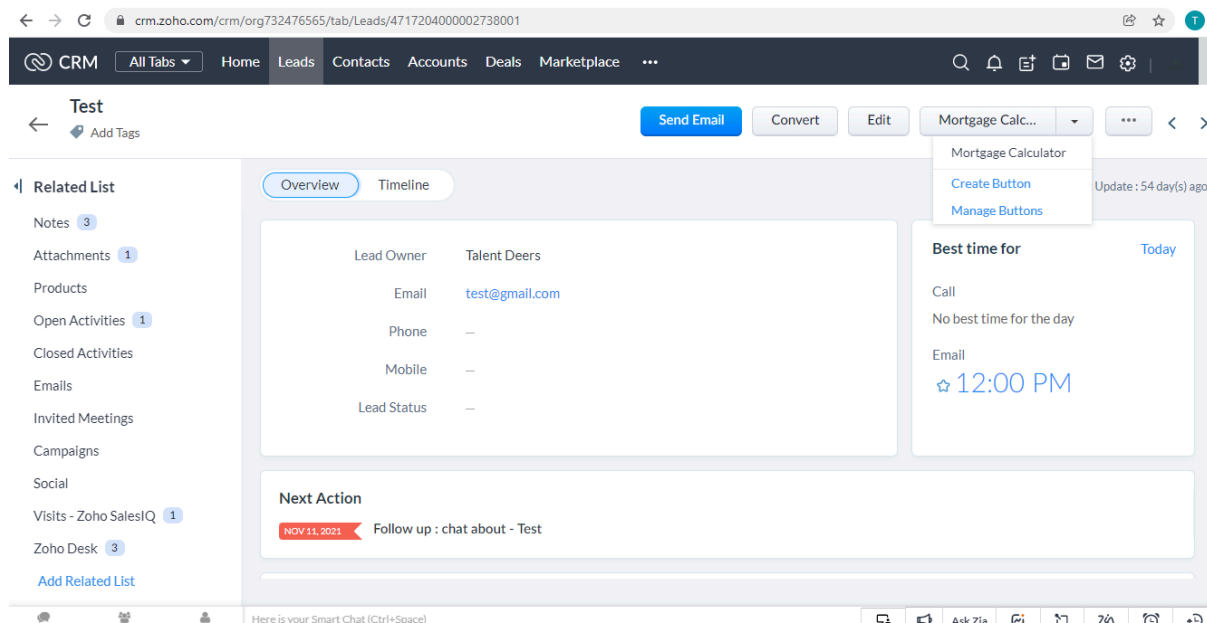 crm.zoho.com/crm/org732476565/tab/Leads/4717204000002738001
T
CRM All Tabs Home Leads Contacts Accounts Deals Marketplace •••
Test
Add Tags
Send Email Convert Edit Mortgage Calc... •••
Mortgage Calculator
Create Button
Manage Buttons
Related List
Notes 3
Attachments 1
Products
Open Activities 1
Closed Activities
Emails
Invited Meetings
Campaigns
Social
Visits - Zoho SalesIQ 1
Zoho Desk 3
Add Related List
Overview Timeline
Update : 54 day(s) ago
Lead Owner Talent Deers
Email test@gmail.com
Phone —
Mobile —
Lead Status —
Best time for Today
Call
No best time for the day
Email
12:00 PM
Next Action
NOV 11, 2021 Follow up : chat about - Test
Here is your Smart Chat (Ctrl+Space)
Ask Zia